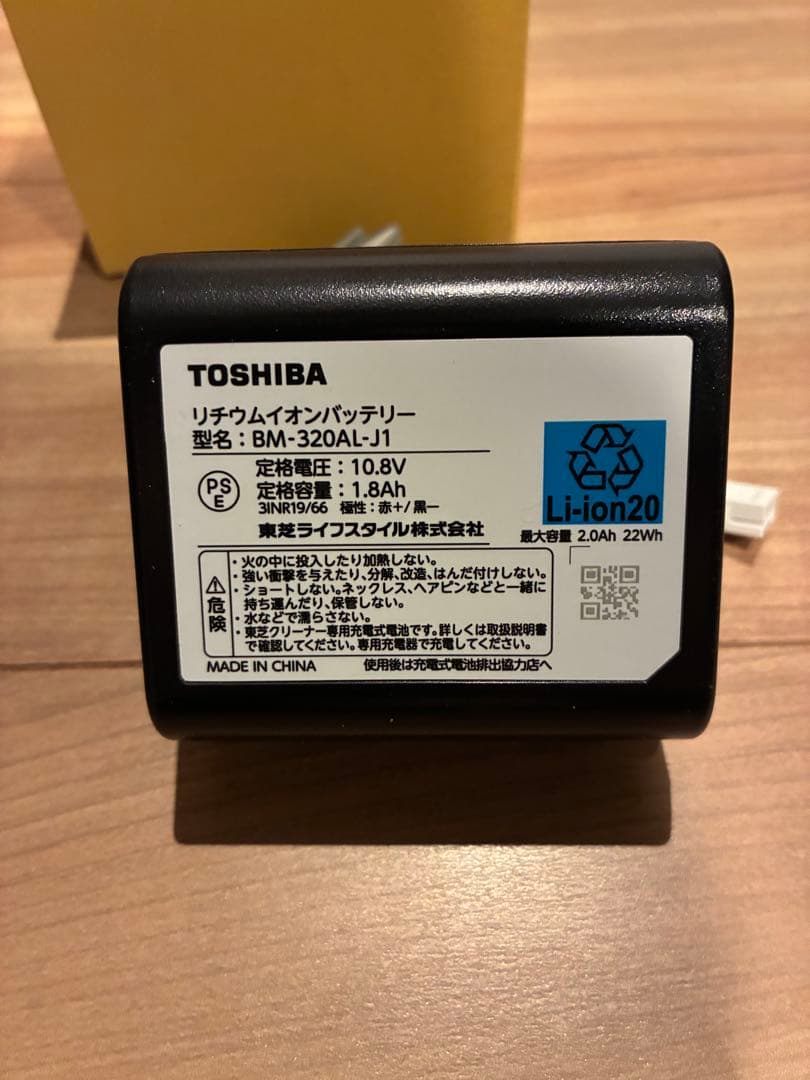 TOSHIBA
リチウムイオンバッテリー
型名：BM-320AL-J1
PSE
定格電圧：10.8V
定格容量：1.8Ah
3INR19/66 極性：赤+/黒−
東芝ライフスタイル株式会社
Li-ion20
最大容量 2.0Ah 22Wh
危険
・火の中に投入したり加熱しない。
・強い衝撃を与えたり、分解、改造、はんだ付けしない。
・ショートしない。ネックレス、ヘアピンなどと一緒に
持ち運んだり、保管しない。
・水などで濡らさない。
・東芝クリーナー専用充電式電池です。詳しくは取扱説明書
で確認してください。専用充電器で充電してください。
MADE IN CHINA 使用後は充電式電池排出協力店へ